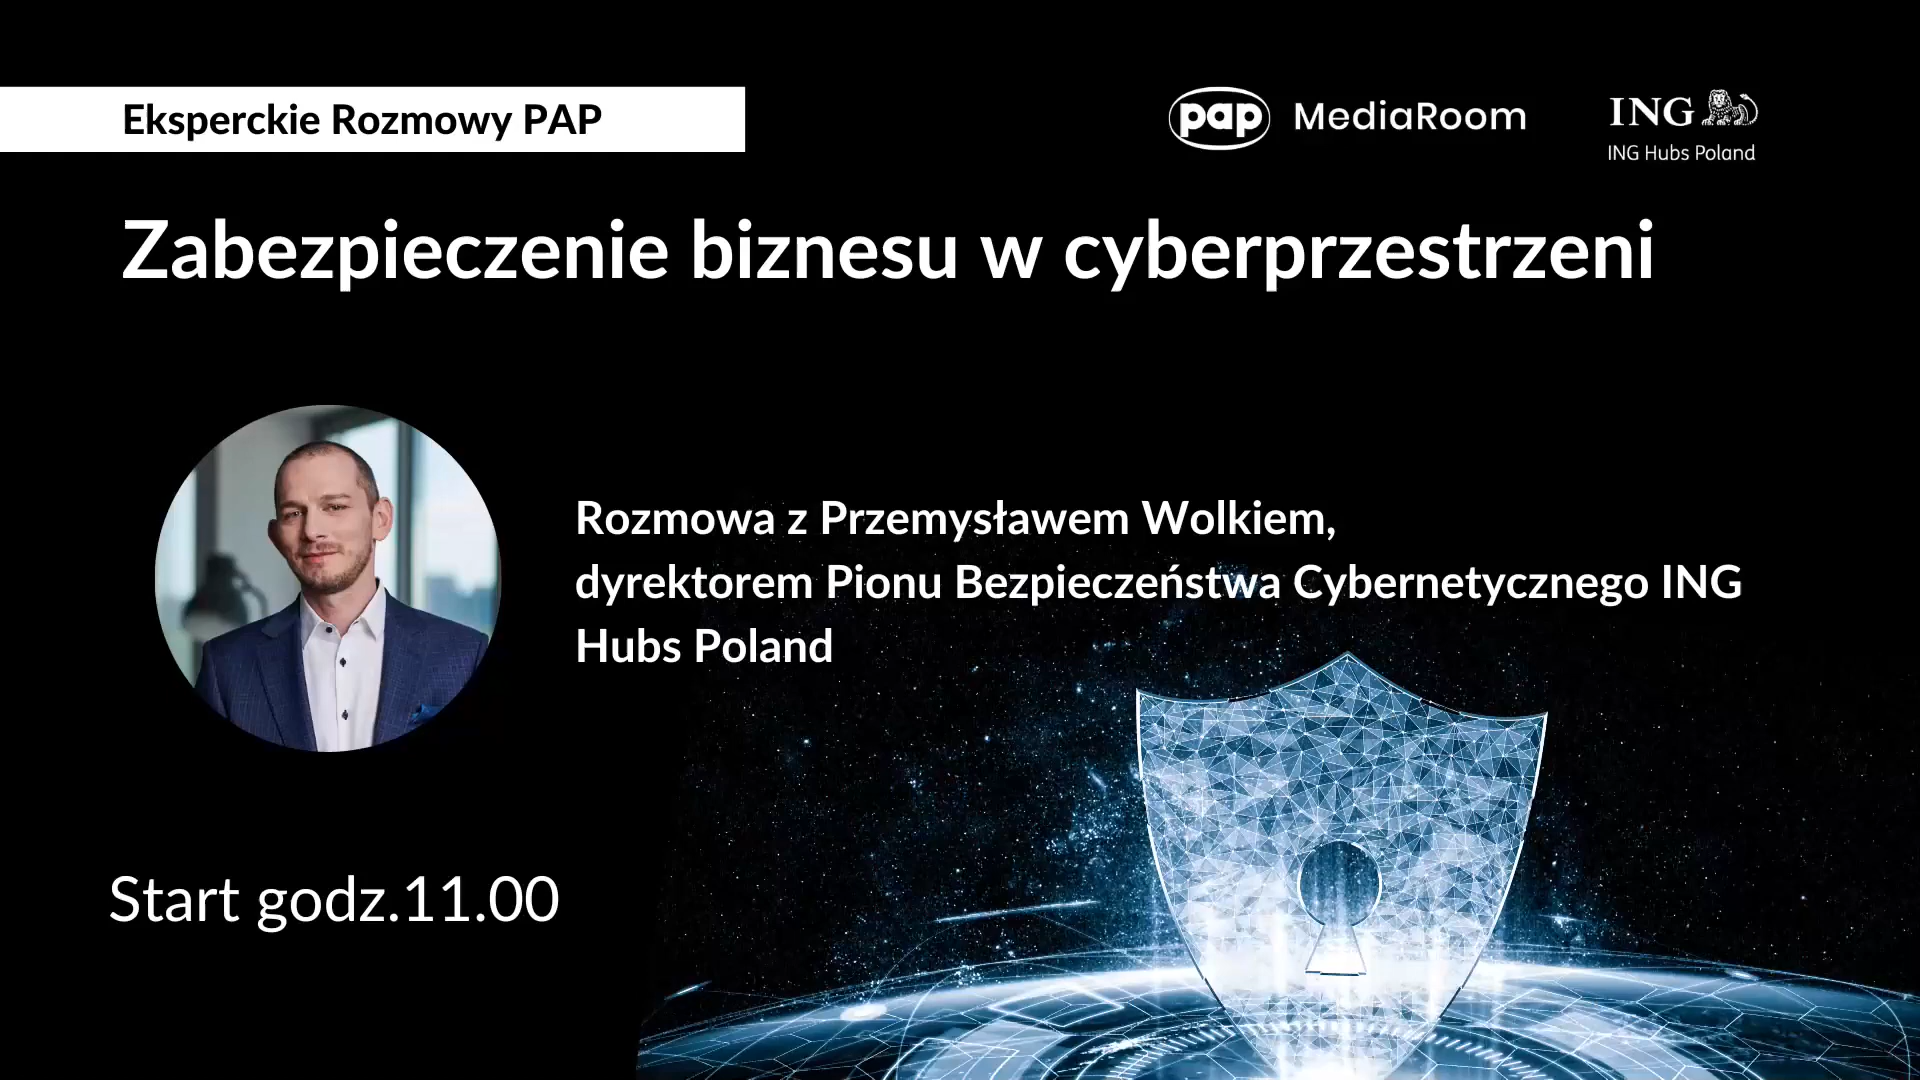 Eksperckie Rozmowy PAP
pap MediaRoom
ING
ING Hubs Poland
Zabezpieczenie biznesu w cyberprzestrzeni
Rozmowa z Przemysławem Wolkiem,
dyrektorem Pionu Bezpieczeństwa Cybernetycznego ING
Hubs Poland
Start godz.11.00